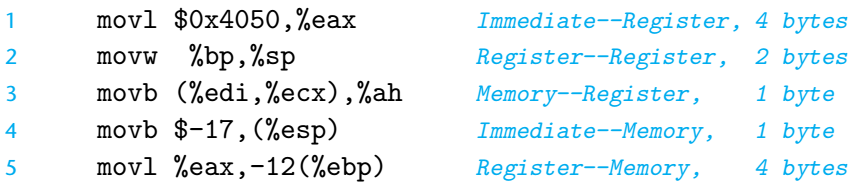 1 movl $0x4050,%eax Immediate--Register, 4 bytes
2 movw %bp,%sp Register--Register, 2 bytes
3 movb (%edi,%ecx),%ah Memory--Register, 1 byte
4 movb $-17,(%esp) Immediate--Memory, 1 byte
5 movl %eax,-12(%ebp) Register--Memory, 4 bytes